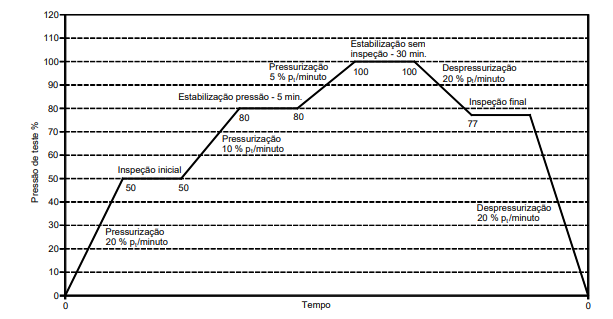 120
110
100
90
80
70
60
50
40
30
20
10
0
Pressão de teste %
Estabilização sem
inspeção - 30 min.
100 100
Pressurização
5 % pt/minuto
Despressurização
20 % pt/minuto
Estabilização pressão - 5 min.
80 80
Inspeção final
77
Pressurização
10 % pt/minuto
Inspeção inicial
50 50
Pressurização
20 % pt/minuto
Despressurização
20 % pt/minuto
0 Tempo 0